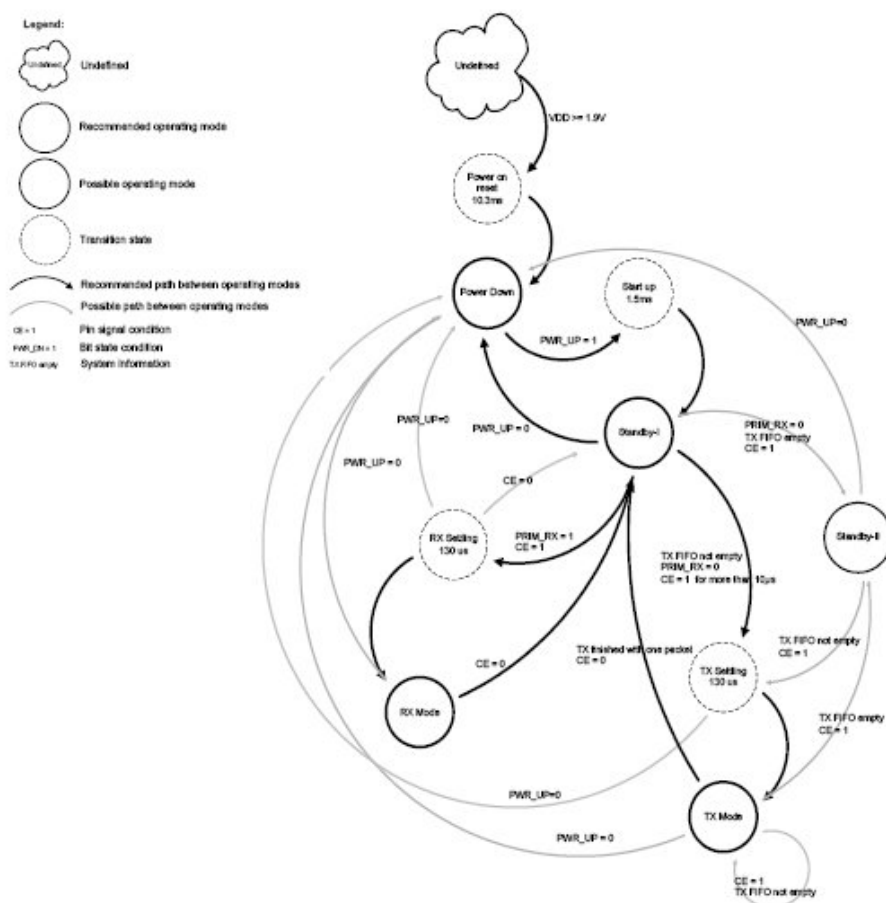 Legend:
Undefined
Undefined
Recommended operating mode
Possible operating mode
Transition state
Recommended path between operating modes
Possible path between operating modes
CE = 1
Pin signal condition
PWR_DN = 1
Bit state condition
TX FIFO empty
System information
Undefined
VDD >= 1.9V
Power on
reset
10.3ms
Power Down
Start up
1.5ms
PWR_UP=0
PWR_UP = 1
PWR_UP=0
PWR_UP = 0
Standby-I
PRIM_RX = 0
TX FIFO empty
CE = 1
PWR_UP = 0
CE = 0
RX Settling
130 us
PRIM_RX = 1
CE = 1
Standby-II
TX FIFO not empty
PRIM_RX = 0
CE = 1 for more than 10µs
TX FIFO not empty
CE = 1
CE = 0
TX finished with one packet
CE = 0
TX Settling
130 us
RX Mode
TX FIFO empty
CE = 1
PWR_UP=0
TX Mode
PWR_UP = 0
CE = 1
TX FIFO not empty